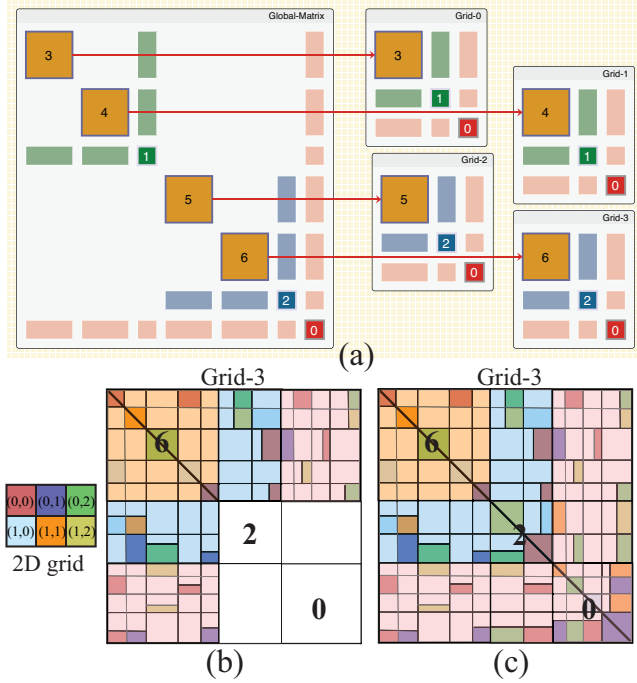 Global-Matrix
Grid-0
3
3
Grid-1
4
4
1
0
1
Grid-2
5
5
0
Grid-3
6
6
2
0
2
2
0
0
(a)
Grid-3
Grid-3
6
6
(0,0) (0,1) (0,2)
(1,0) (1,1) (1,2)
2D grid
2
2
0
0
(b)
(c)